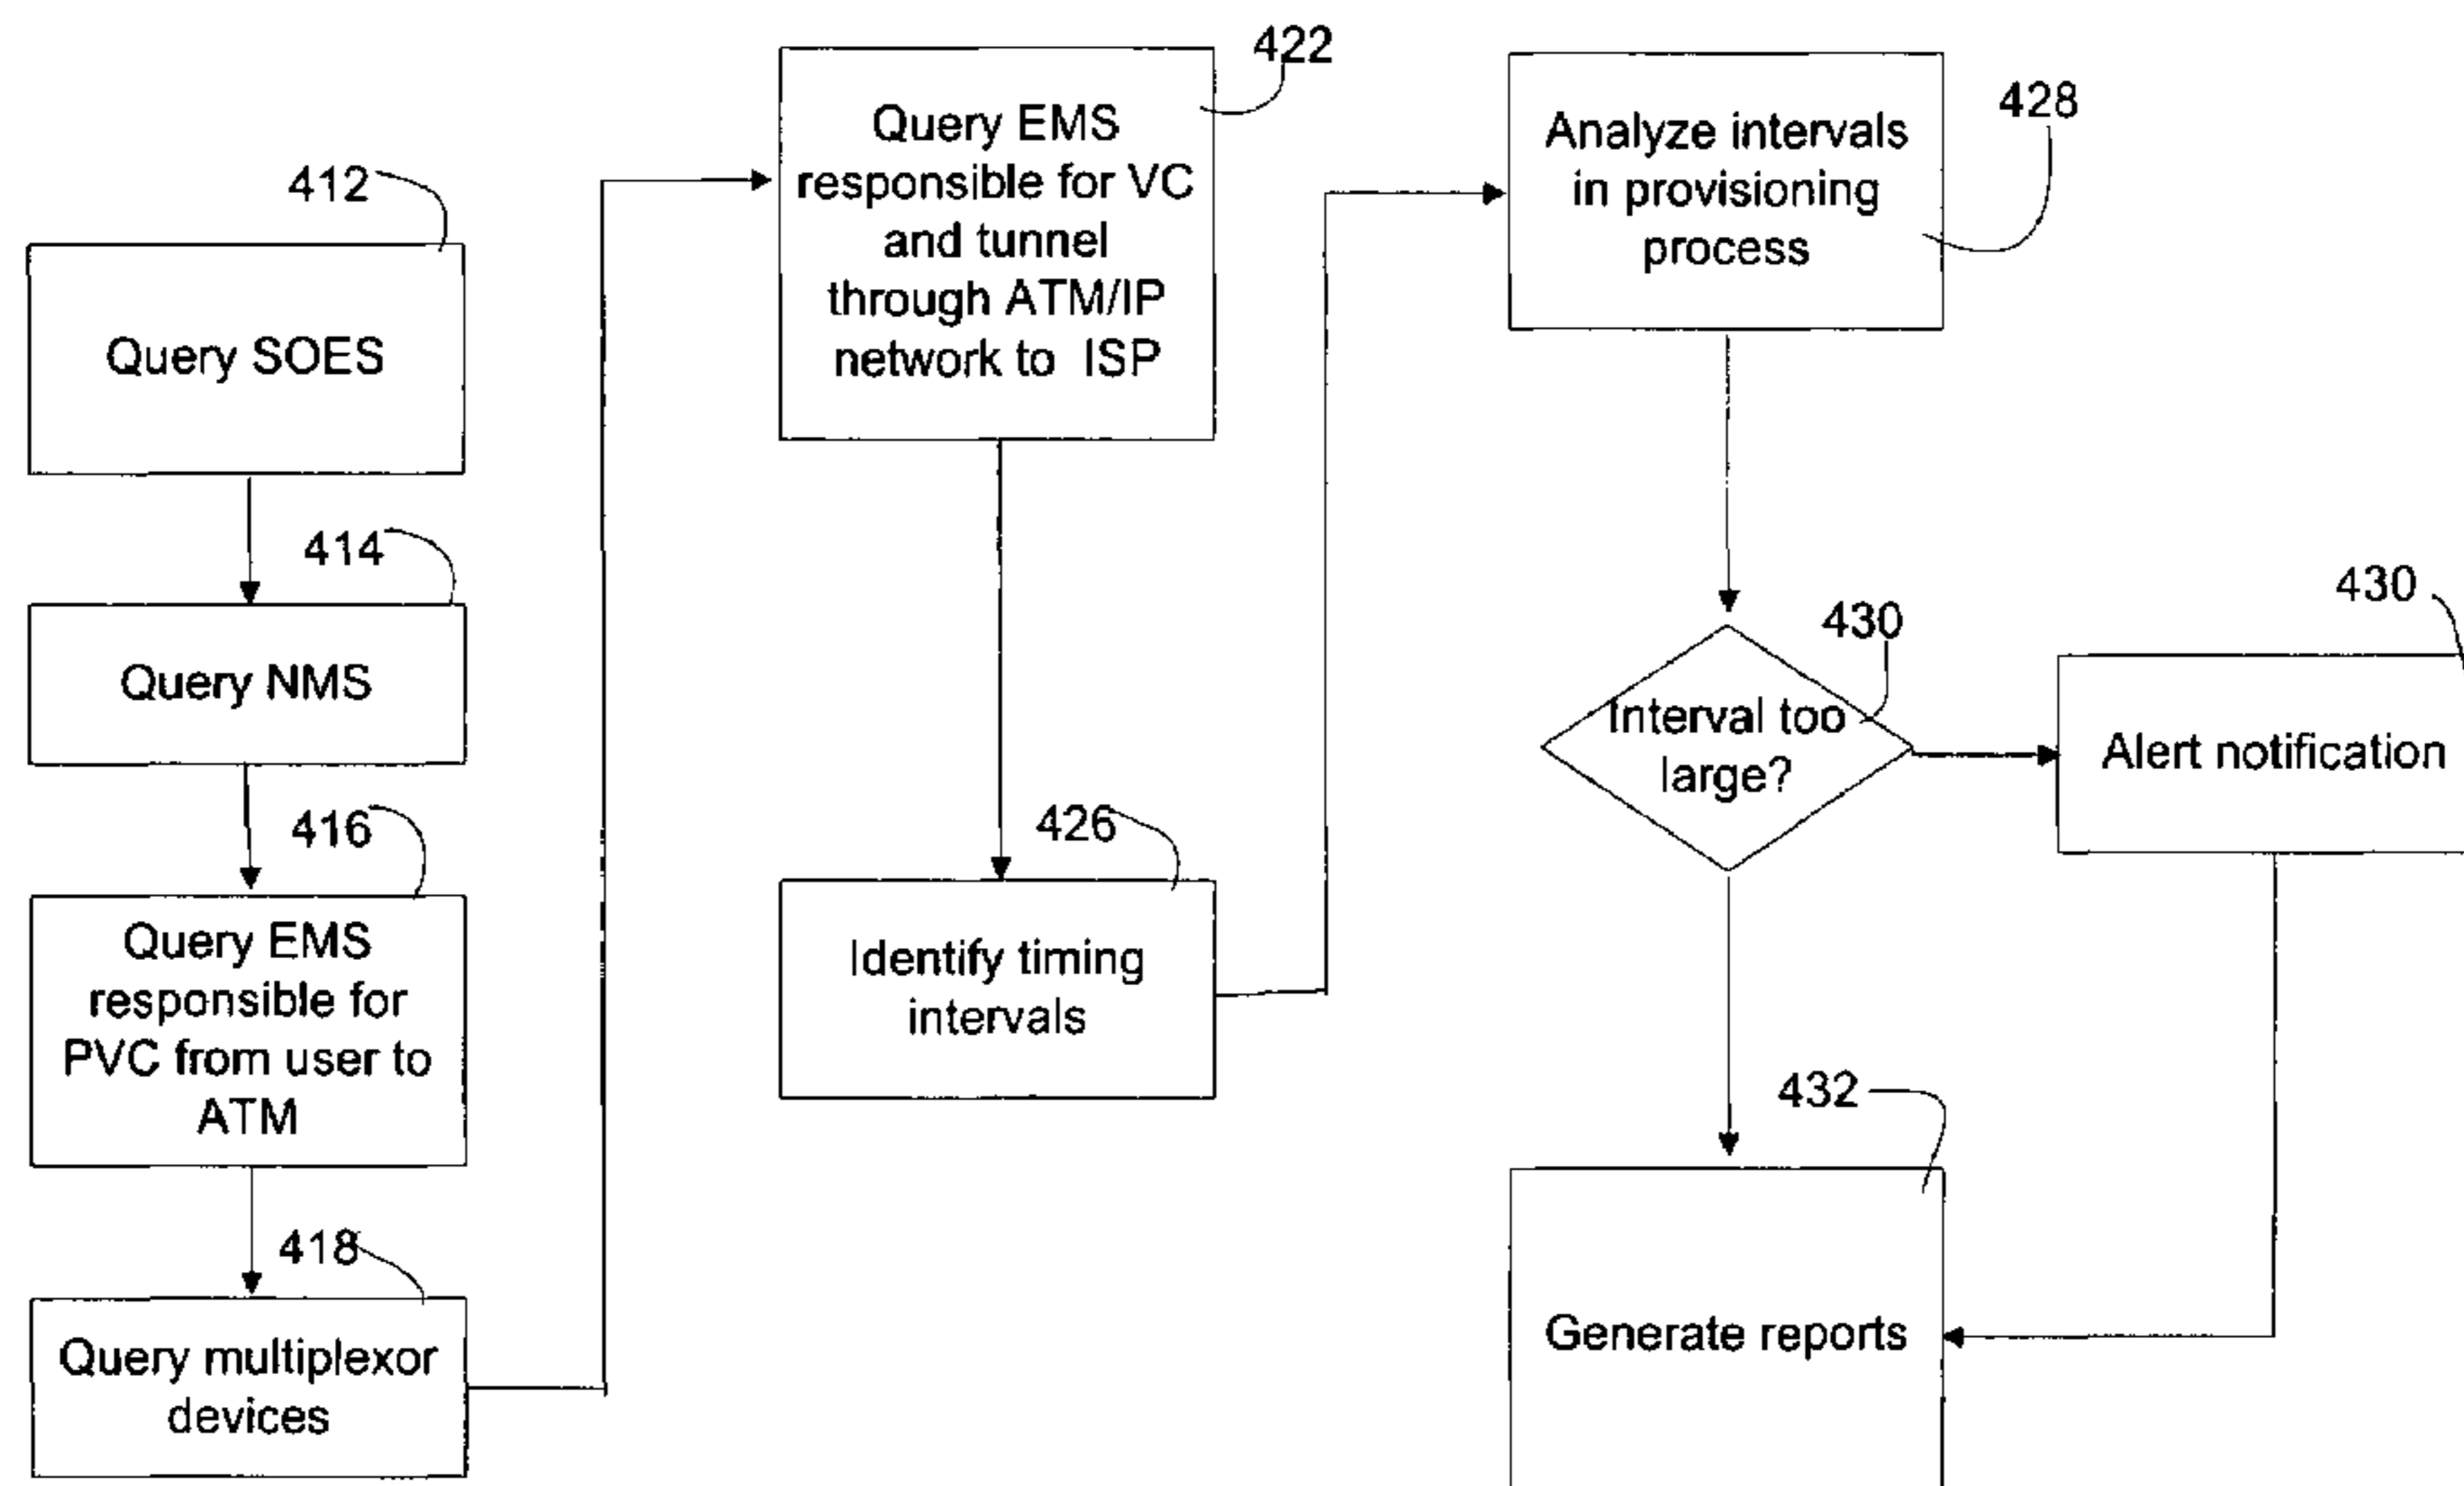 412
Query SOES
414
Query NMS
416
Query EMS
responsible for
PVC from user to
ATM
418
Query multiplexor
devices
422
Query EMS
responsible for VC
and tunnel
through ATM/IP
network to ISP
426
Identify timing
intervals
428
Analyze intervals
in provisioning
process
430
Interval too
large?
430
Alert notification
432
Generate reports